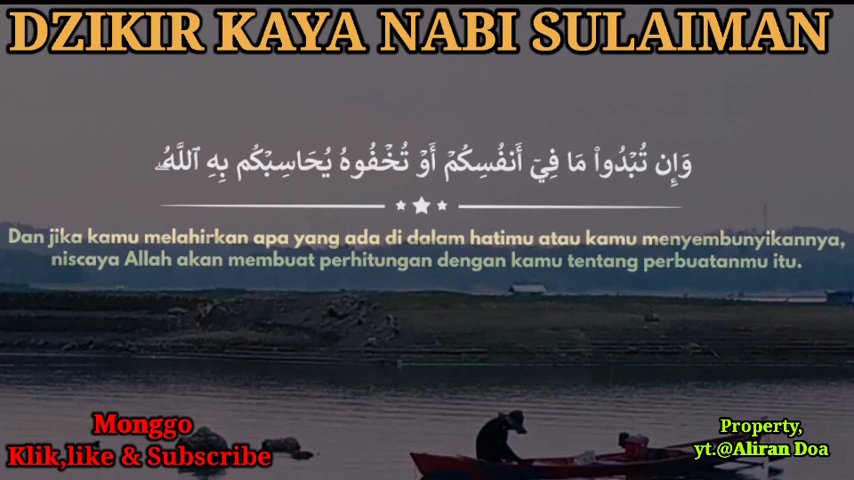 DZIKIR KAYA NABI SULAIMAN
وَإِن تُبْدُوا۟ مَا فِىٓ أَنفُسِكُمْ أَوْ تُخْفُوهُ يُحَاسِبْكُم بِهِ ٱللَّهُ ۖ
Dan jika kamu melahirkan apa yang ada di dalam hatimu atau kamu menyembunyikannya,
niscaya Allah akan membuat perhitungan dengan kamu tentang perbuatanmu itu.
Monggo
Klik,like & Subscribe
Property,
yt.@Aliran Doa